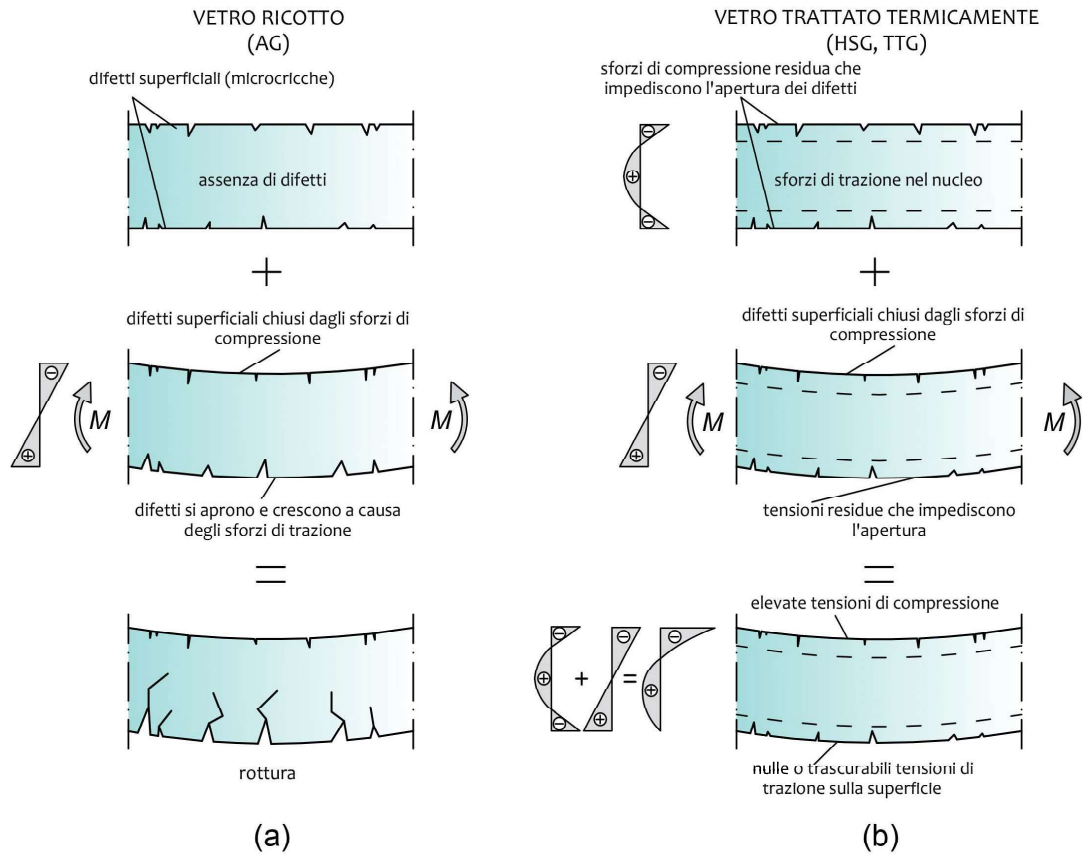 VETRO RICOTTO
(AG)
difetti superficiali (microcricche)
assenza di difetti
+
difetti superficiali chiusi dagli sforzi di
compressione
M
M
difetti si aprono e crescono a causa
degli sforzi di trazione
=
rottura
(a)
VETRO TRATTATO TERMICAMENTE
(HSG, TTG)
sforzi di compressione residua che
impediscono l'apertura dei difetti
sforzi di trazione nel nucleo
+
difetti superficiali chiusi dagli sforzi di
compressione
M
M
tensioni residue che impediscono
l'apertura
=
elevate tensioni di compressione
+ =
nulle o trascurabili tensioni di
trazione sulla superficie
(b)